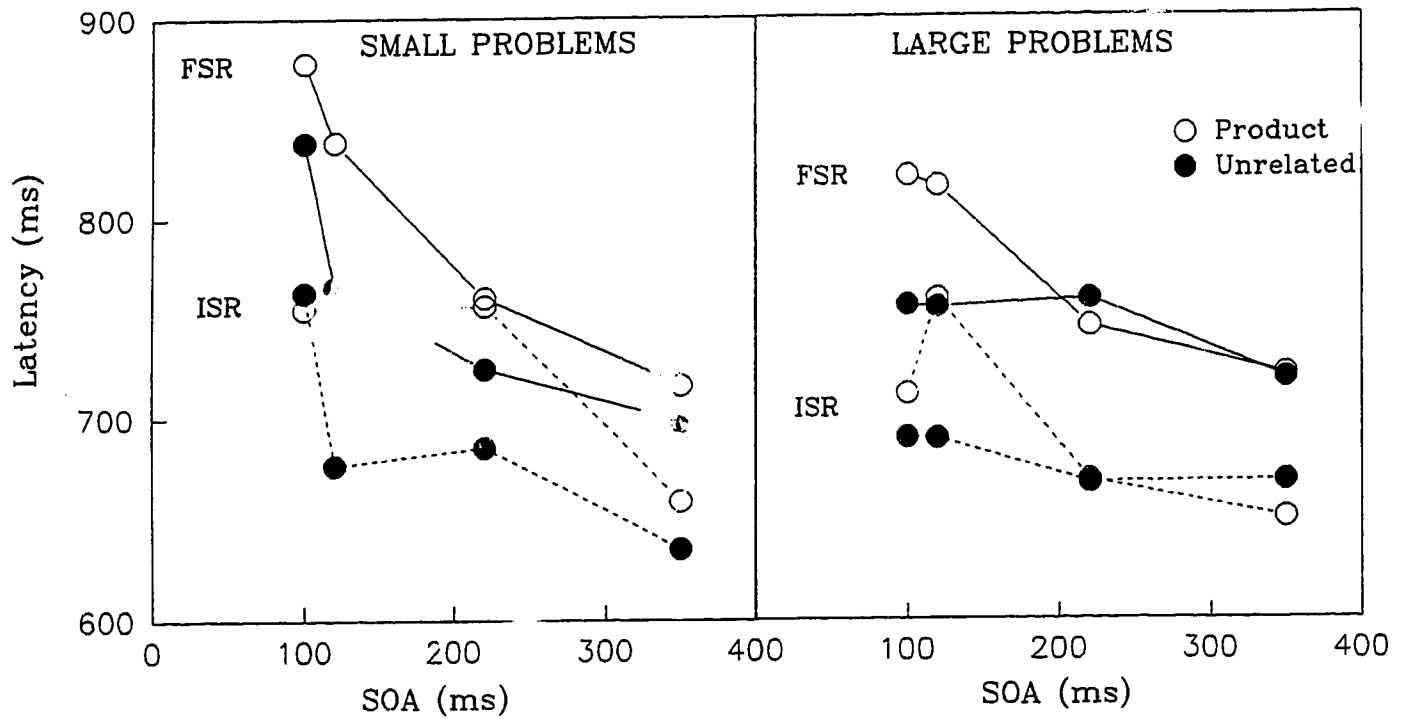 900
800
700
600
Latency (ms)
SMALL PROBLEMS
FSR
ISR
0
100
200
300
400
SOA (ms)
LARGE PROBLEMS
Product
Unrelated
FSR
ISR
100
200
300
400
SOA (ms)